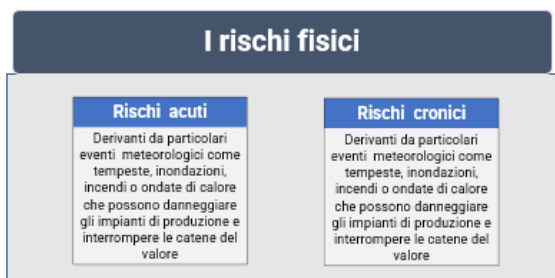 I rischi fisici
Rischi acuti
Derivanti da particolari
eventi meteorologici come
tempeste, inondazioni,
incendi o ondate di calore
che possono danneggiare
gli impianti di produzione e
interrompere le catene del
valore
Rischi cronici
Derivanti da particolari
eventi meteorologici come
tempeste, inondazioni,
incendi o ondate di calore
che possono danneggiare
gli impianti di produzione e
interrompere le catene del
valore